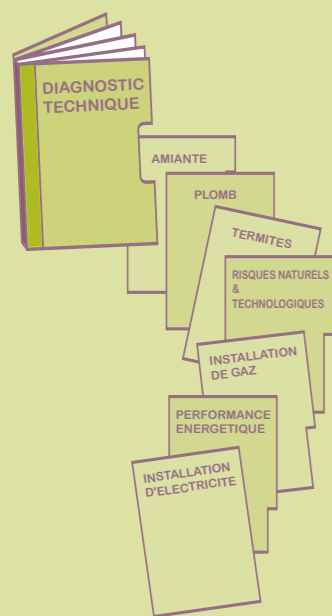 DIAGNOSTIC
TECHNIQUE
AMIANTE
PLOMB
TERMITES
RISQUES NATURELS
&
TECHNOLOGIQUES
INSTALLATION
DE GAZ
PERFORMANCE
ENERGETIQUE
INSTALLATION
D'ELECTRICITE